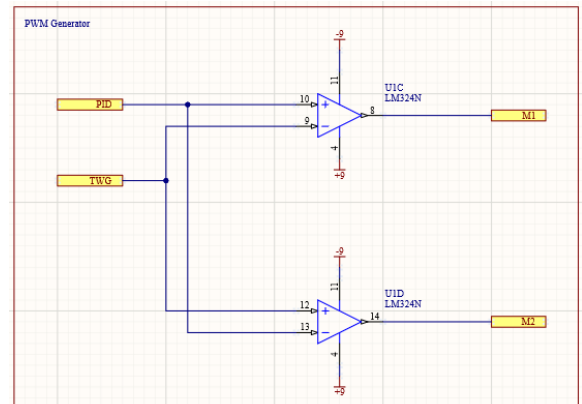 PWM Generator
-9
11
U1C
LM324N
PID
10
+
8
M1
9
-
4
+9
TWG
-9
11
U1D
LM324N
12
+
14
M2
13
-
4
+9